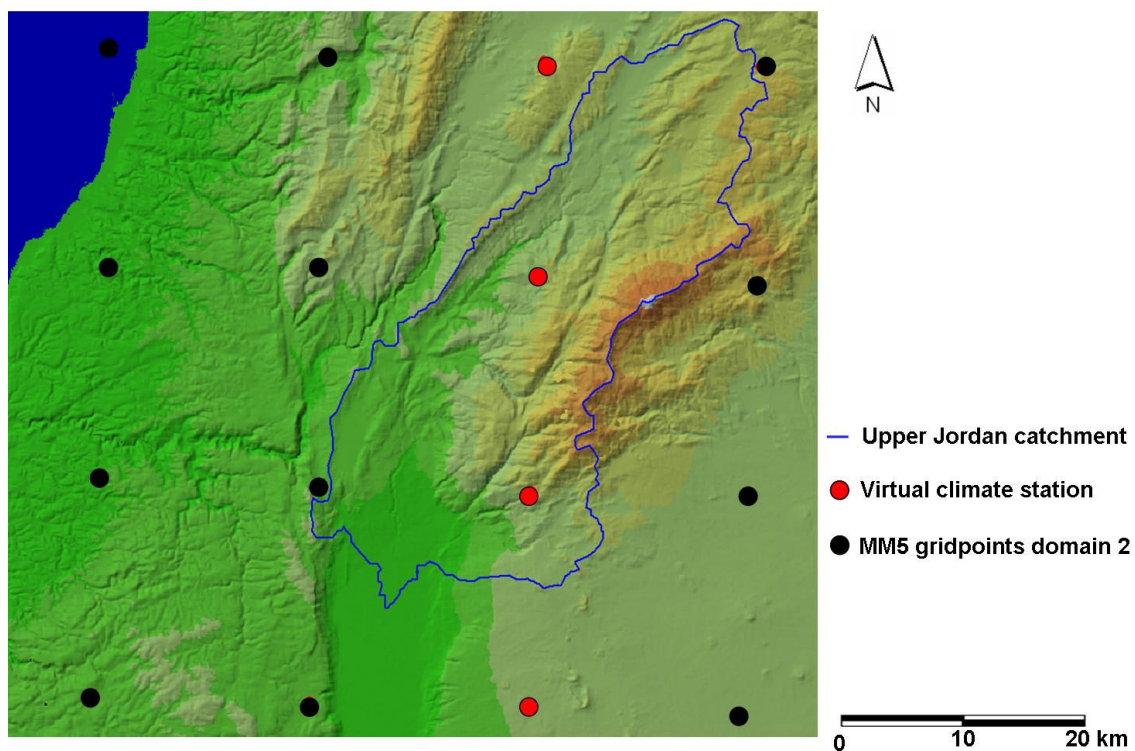 N
Upper Jordan catchment
Virtual climate station
MM5 gridpoints domain 2
0 10 20 km